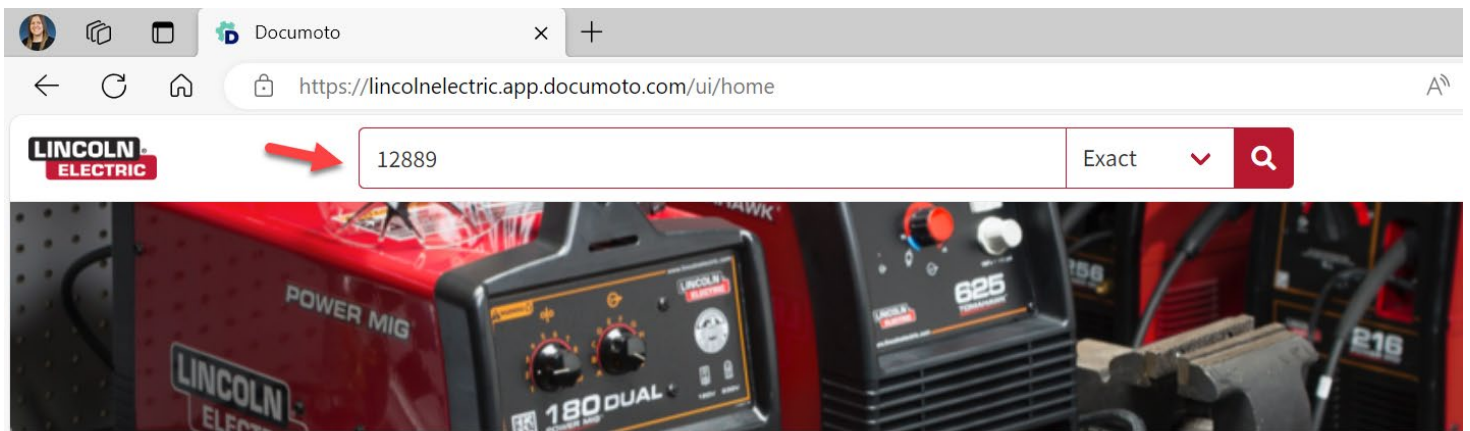 Documoto
https://lincolnelectric.app.documoto.com/ui/home
LINCOLN
ELECTRIC
12889
Exact
POWER MIG
LINCOLN
ELECTRIC
180 DUAL
POWER MIG
LINCOLN
ELECTRIC
625
TOMAHAWK
256
216